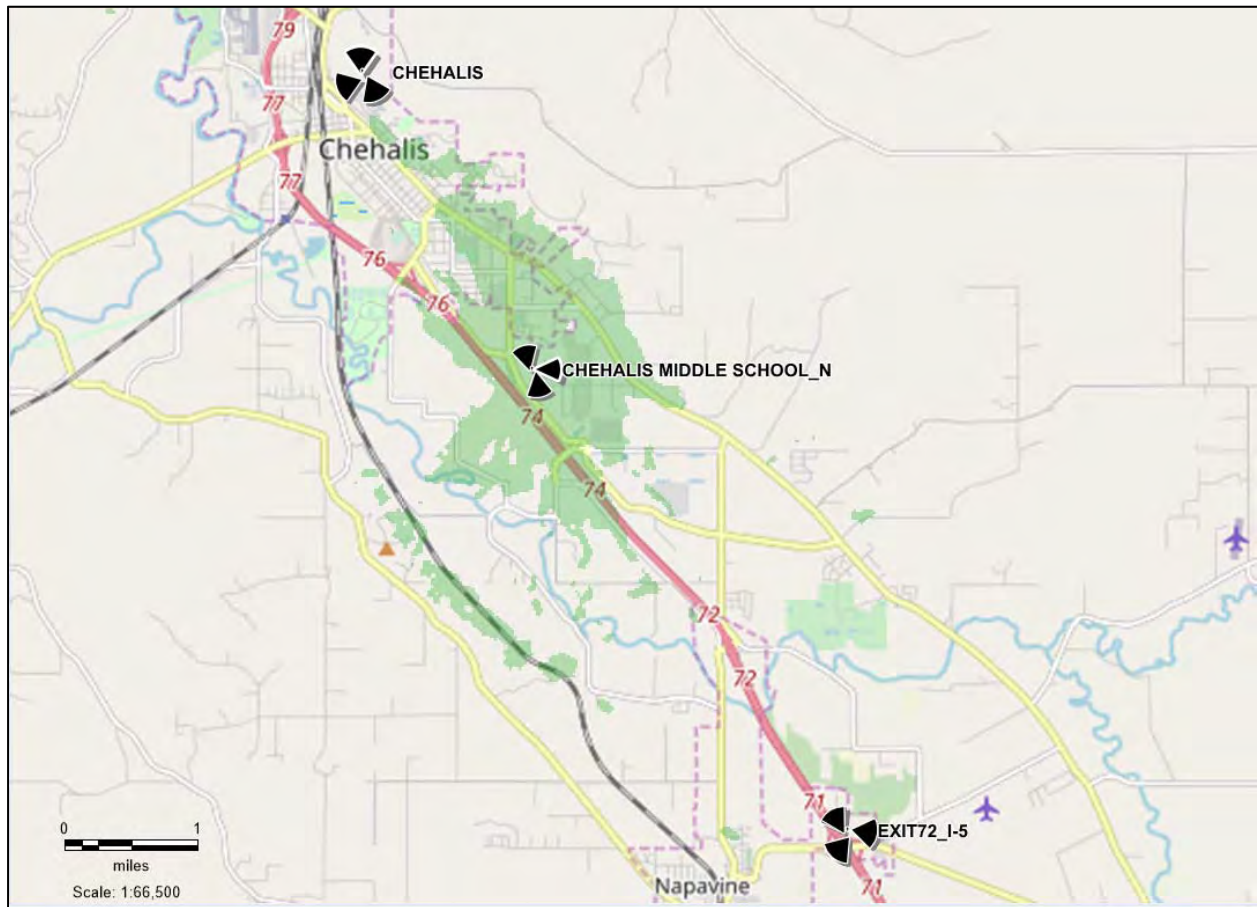 79
CHEHALIS
77
Chehalis
77
76
76
CHEHALIS MIDDLE SCHOOL_N
74
74
72
72
71
EXIT72_I-5
71
Napavine
0 1
miles
Scale: 1:66,500